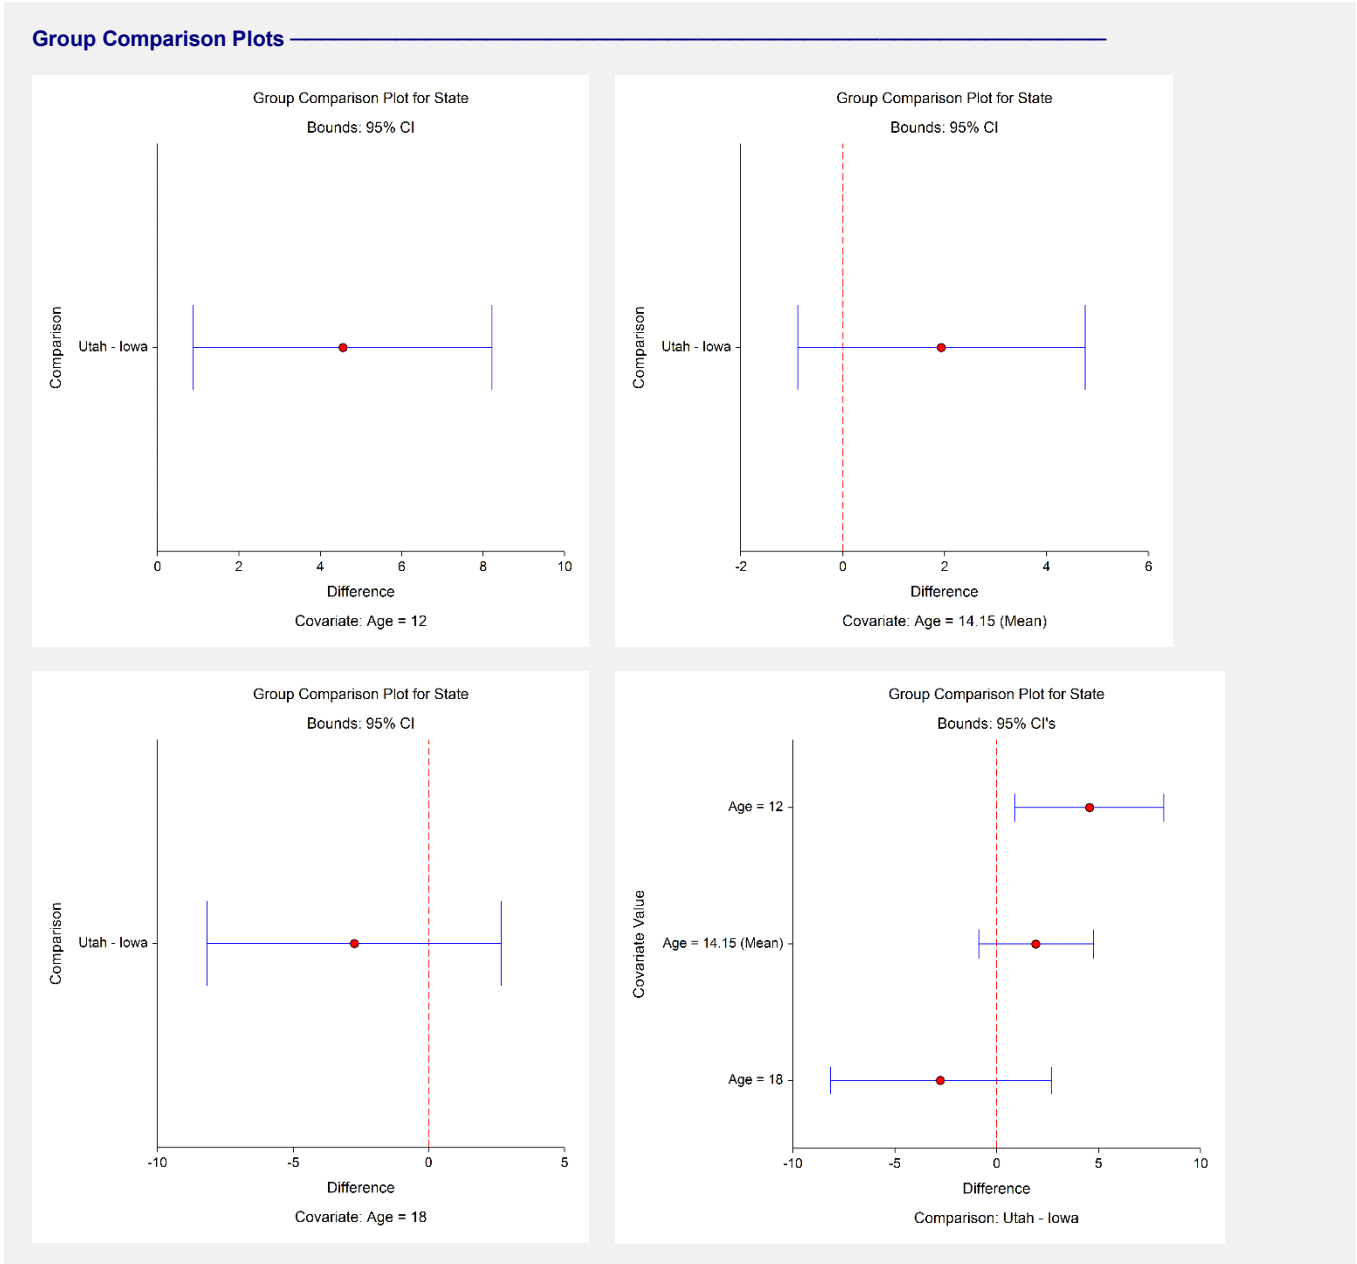 Group Comparison Plots
Group Comparison Plot for State
Bounds: 95% CI
Comparison
Utah - Iowa
0 2 4 6 8 10
Difference
Covariate: Age = 12
Group Comparison Plot for State
Bounds: 95% CI
Comparison
Utah - Iowa
-2 0 2 4 6
Difference
Covariate: Age = 14.15 (Mean)
Group Comparison Plot for State
Bounds: 95% CI
Comparison
Utah - Iowa
-10 -5 0 5
Difference
Covariate: Age = 18
Group Comparison Plot for State
Bounds: 95% CI's
Covariate Value
Age = 12
Age = 14.15 (Mean)
Age = 18
-10 -5 0 5 10
Difference
Comparison: Utah - Iowa